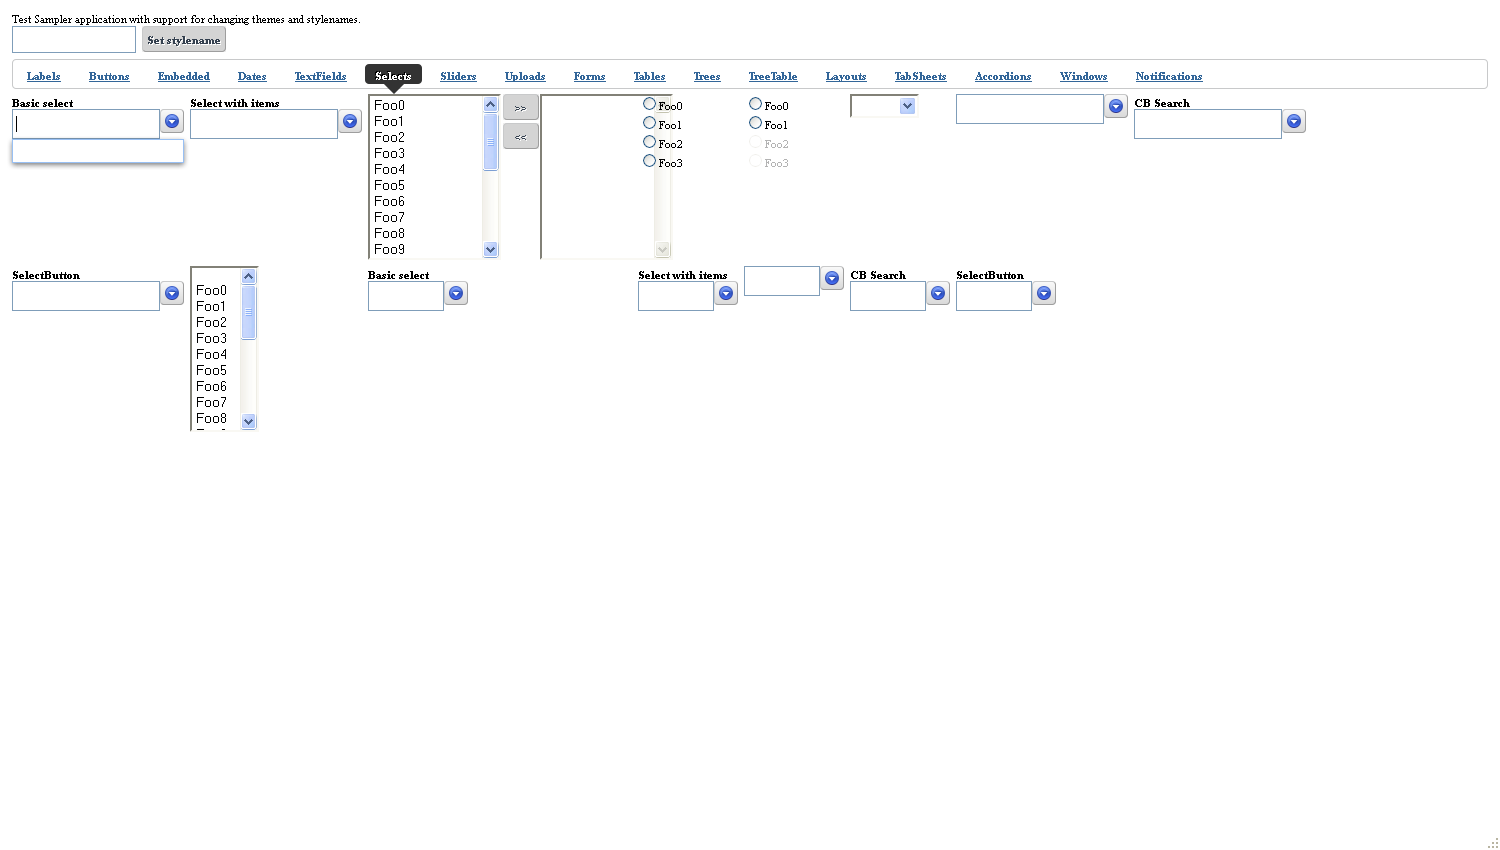 Test Sampler application with support for changing themes and stylenames.
Set stylename
Labels Buttons Embedded Dates TextFields Selects Sliders Uploads Forms Tables Trees TreeTable Layouts TabSheets Accordions Windows Notifications
Basic select
Select with items
Foo0
Foo1
Foo2
Foo3
Foo4
Foo5
Foo6
Foo7
Foo8
Foo9
>>
<<
Foo0
Foo1
Foo2
Foo3
Foo0
Foo1
Foo2
Foo3
CB Search
SelectButton
Foo0
Foo1
Foo2
Foo3
Foo4
Foo5
Foo6
Foo7
Foo8
Basic select
Select with items
CB Search
SelectButton